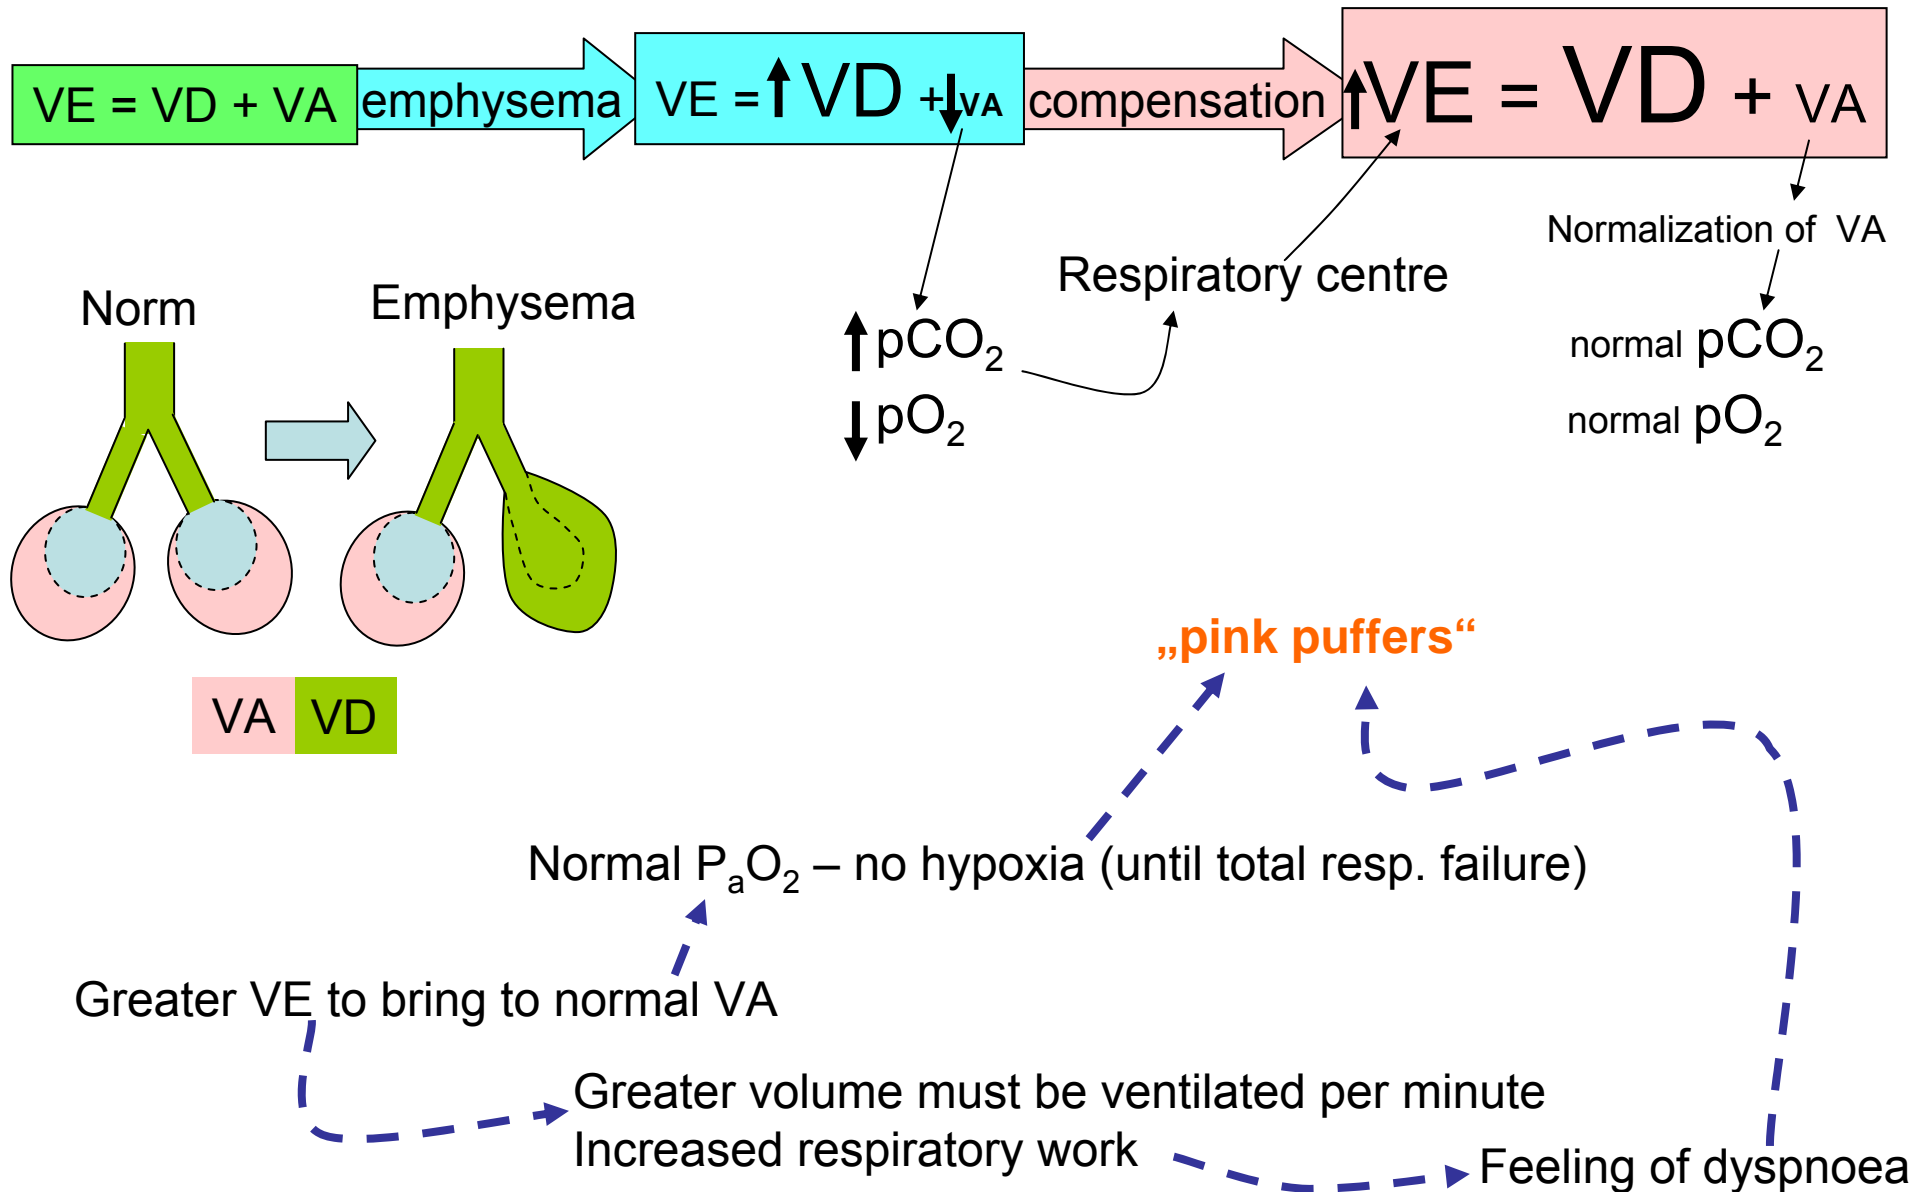 VE = VD + VA
emphysema
VE = ↑ VD + ↓ VA
compensation
↑ VE = VD + VA
Normalization of VA
Respiratory centre
Norm
Emphysema
↑ pCO₂
↓ pO₂
normal pCO₂
normal pO₂
VA VD
„pink puffers“
Normal PₐO₂ – no hypoxia (until total resp. failure)
Greater VE to bring to normal VA
Greater volume must be ventilated per minute
Increased respiratory work
Feeling of dyspnoea